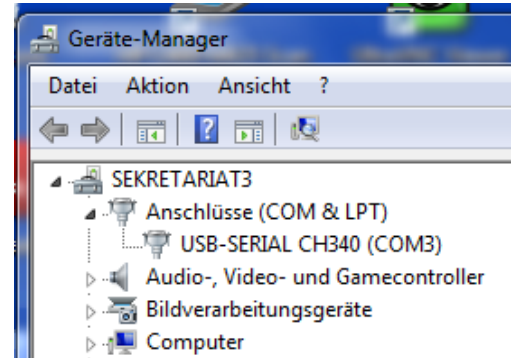 Geräte-Manager
Datei Aktion Ansicht ?
SEKRETARIAT3
Anschlüsse (COM & LPT)
USB-SERIAL CH340 (COM3)
Audio-, Video- und Gamecontroller
Bildverarbeitungsgeräte
Computer